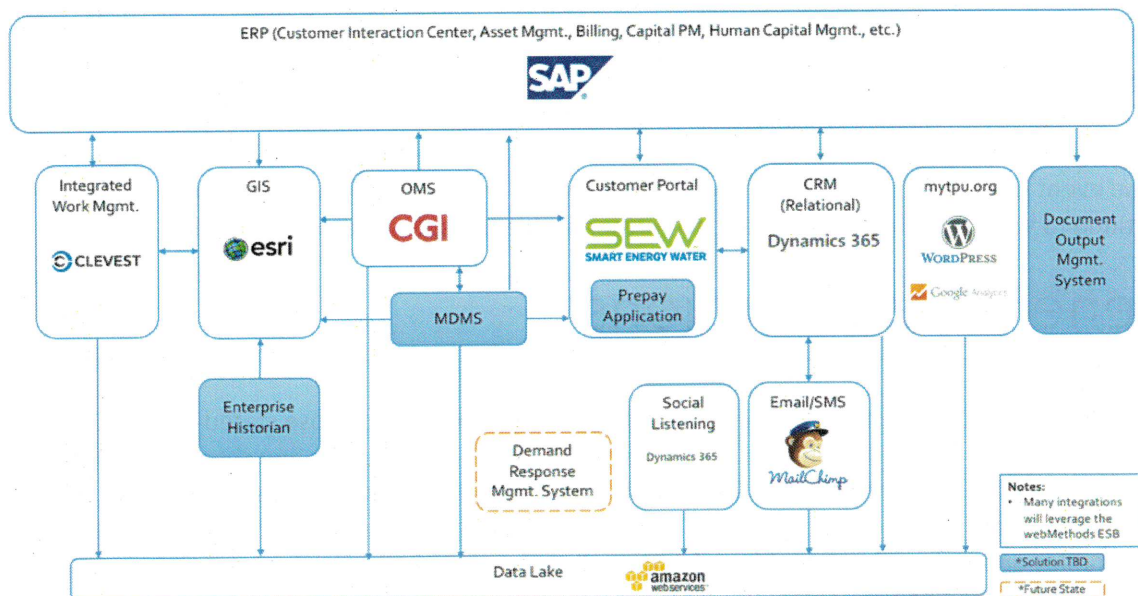 ERP (Customer Interaction Center, Asset Mgmt., Billing, Capital PM, Human Capital Mgmt., etc.)
SAP
Integrated
Work Mgmt.
CLEVEST
GIS
esri
OMS
CGI
MDMS
Customer Portal
SEW
SMART ENERGY WATER
Prepay
Application
CRM
(Relational)
Dynamics 365
mytpu.org
WORDPRESS
Google Analytics
Document
Output
Mgmt.
System
Enterprise
Historian
Demand
Response
Mgmt. System
Social
Listening
Dynamics 365
Email/SMS
MailChimp
Notes:
• Many integrations
will leverage the
webMethods ESB
*Solution TBD
*Future State
Data Lake
amazon
webservices™